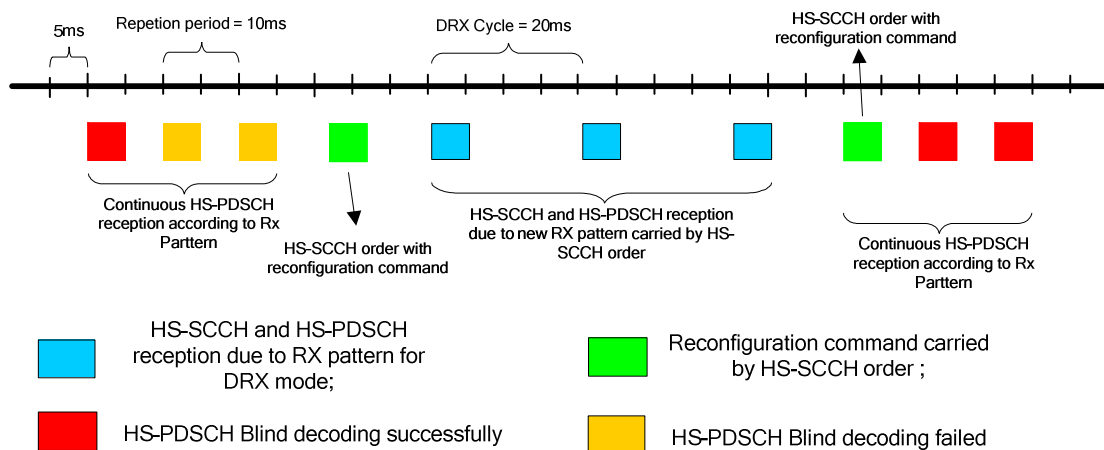 5ms
Repetion period = 10ms
DRX Cycle = 20ms
HS-SCCH order with
reconfiguration command
Continuous HS-PDSCH
reception according to Rx
Parttern
HS-SCCH order with
reconfiguration command
HS-SCCH and HS-PDSCH reception
due to new RX pattern carried by HS-
SCCH order
Continuous HS-PDSCH
reception according to Rx
Parttern
HS-SCCH and HS-PDSCH
reception due to RX pattern for
DRX mode;
Reconfiguration command carried
by HS-SCCH order ;
HS-PDSCH Blind decoding successfully
HS-PDSCH Blind decoding failed